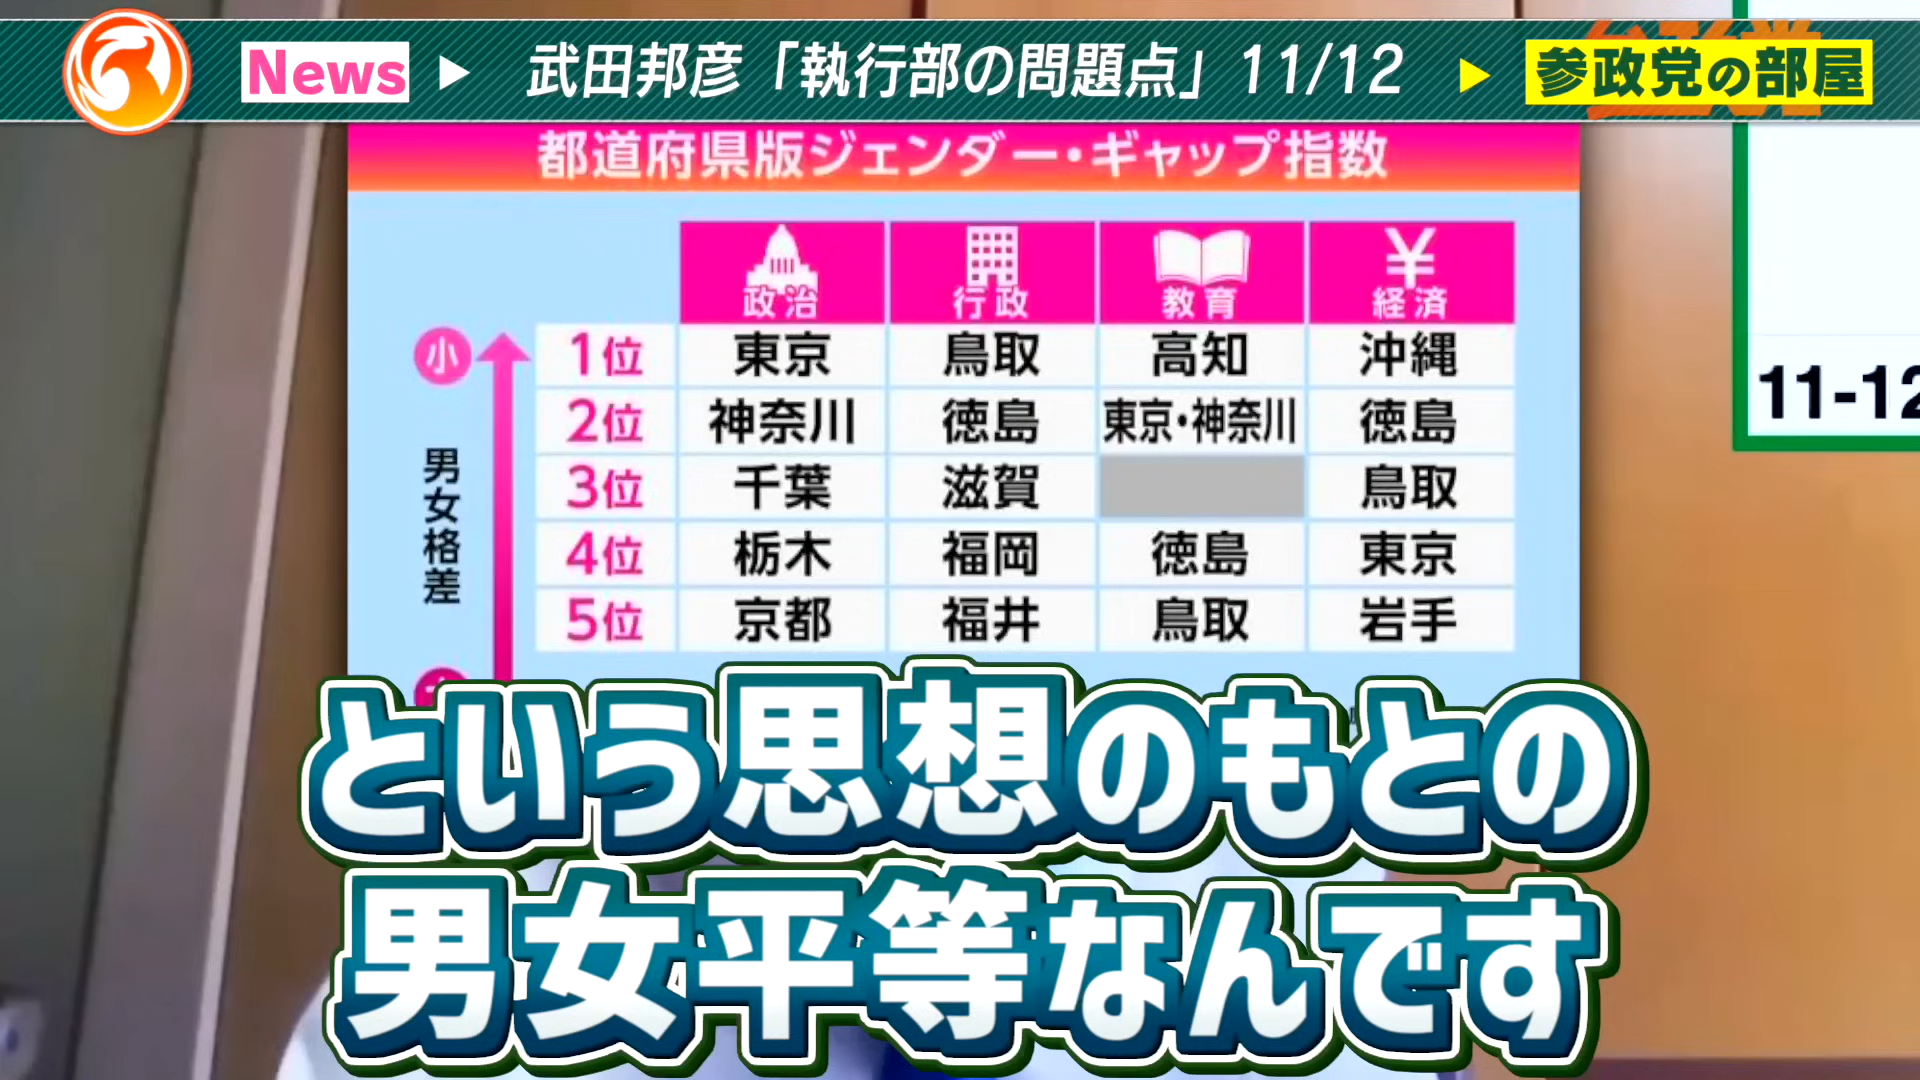 News ▶ 武田邦彦「執行部の問題点」11/12 ▶ 参政党の部屋
都道府県版ジェンダー・ギャップ指数
政治 行政 教育 経済
小 1位 東京 鳥取 高知 沖縄
2位 神奈川 徳島 東京・神奈川 徳島
3位 千葉 滋賀 鳥取
4位 栃木 福岡 徳島 東京
5位 京都 福井 鳥取 岩手
男女格差
11-12
という思想のもとの
男女平等なんです